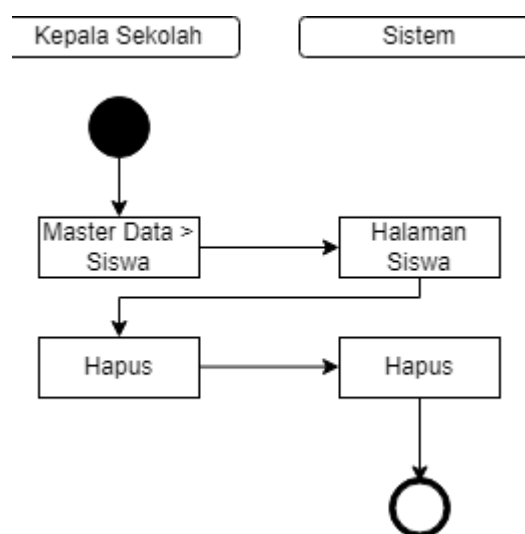 Kepala Sekolah
Sistem
Master Data >
Siswa
Halaman
Siswa
Hapus
Hapus